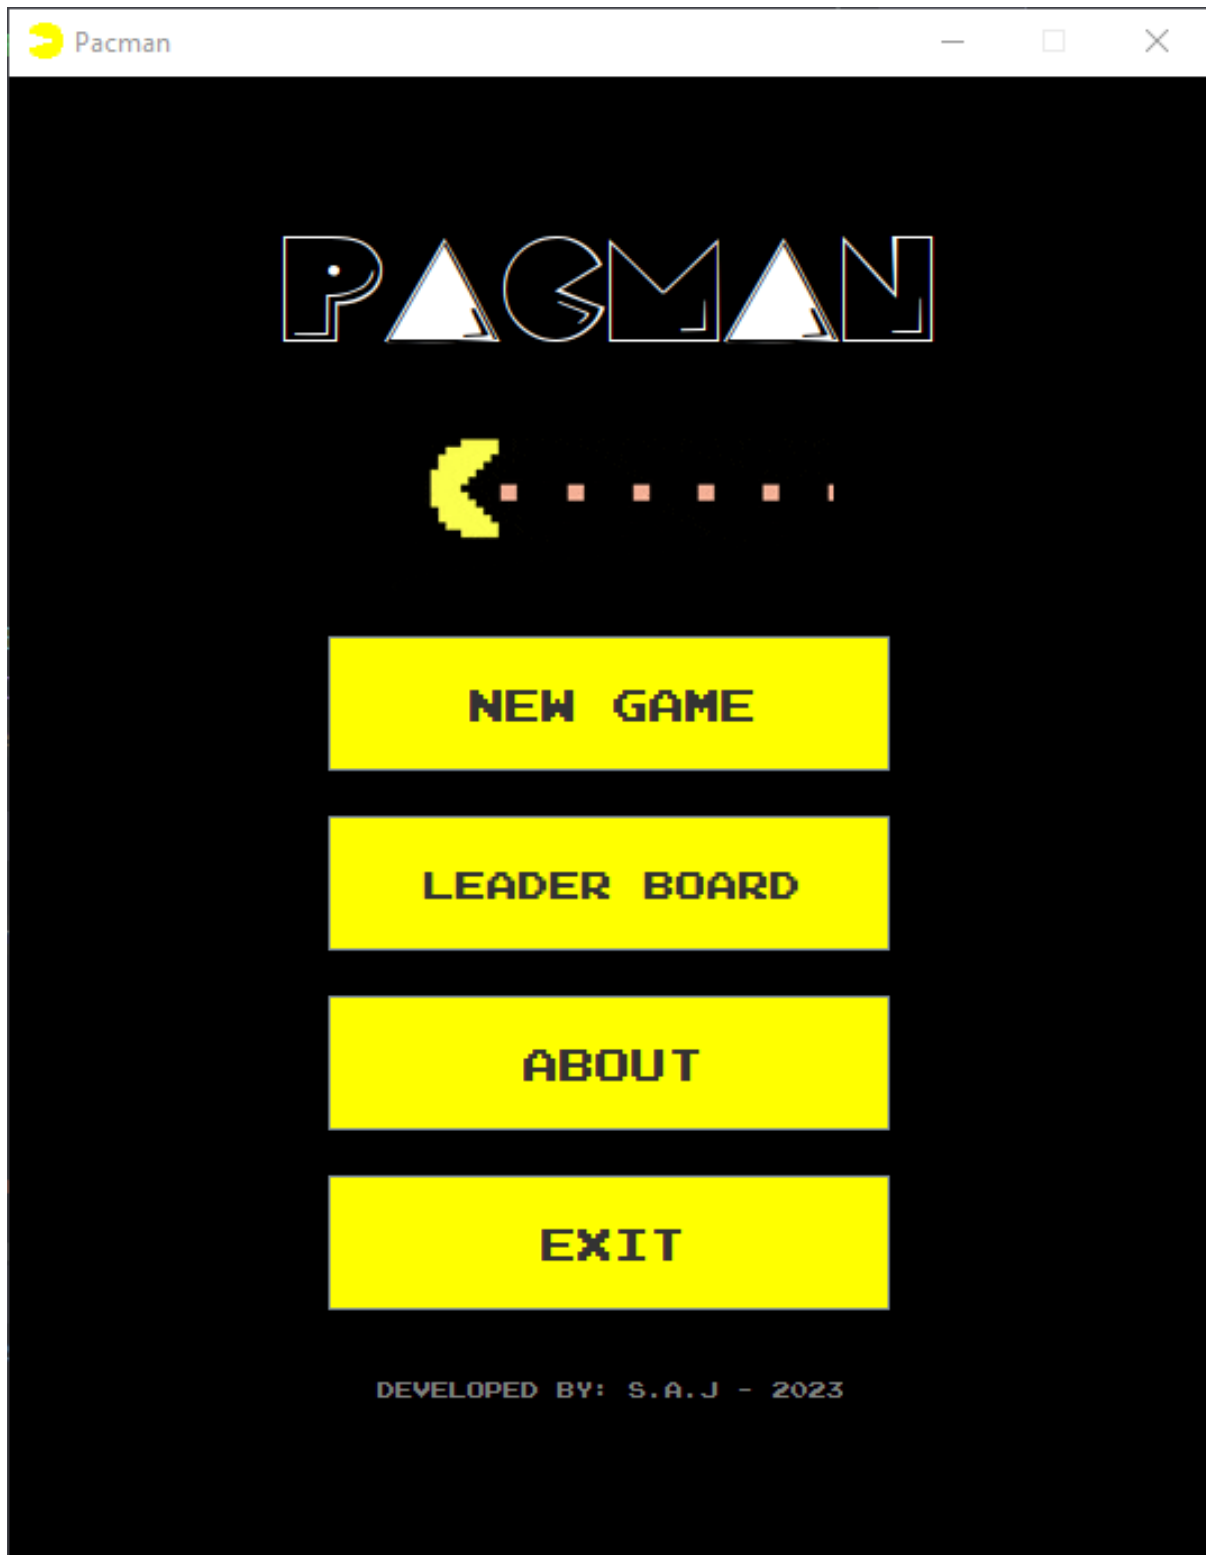 Pacman
PACMAN
NEW GAME
LEADER BOARD
ABOUT
EXIT
DEVELOPED BY: S.A.J - 2023